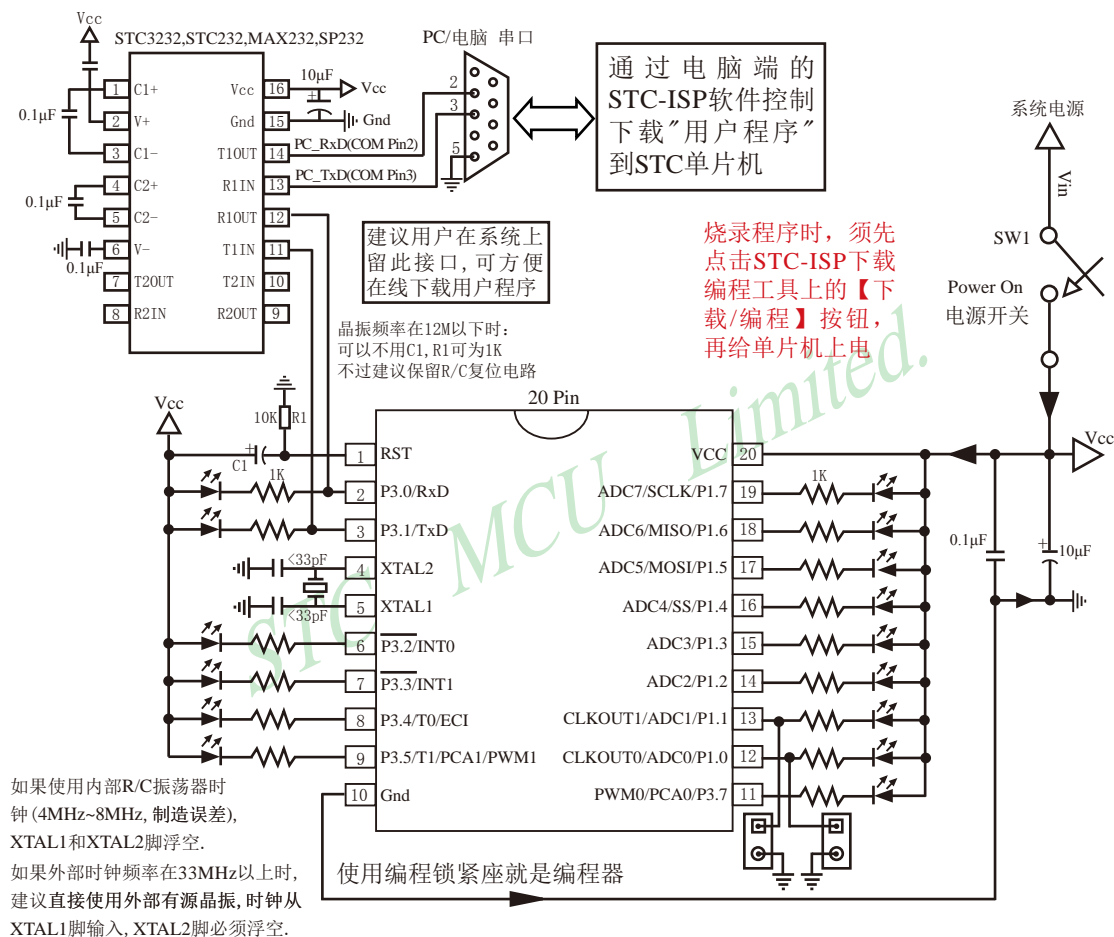 Vcc
STC3232,STC232,MAX232,SP232
1 C1+
2 V+
3 C1-
4 C2+
5 C2-
6 V-
7 T2OUT
8 R2IN
Vcc 16
Gnd 15
T1OUT 14
R1IN 13
R1OUT 12
T1IN 11
T2IN 10
R2OUT 9
0.1μF
0.1μF
0.1μF
10μF
+
Vcc
Gnd
PC_RxD(COM Pin2)
PC_TxD(COM Pin3)
PC/电脑 串口
2
3
5
通过电脑端的
STC-ISP软件控制
下载"用户程序"
到STC单片机
系统电源
Vin
SW1
Power On
电源开关
建议用户在系统上
留此接口,可方便
在线下载用户程序
烧录程序时，须先
点击STC-ISP下载
编程工具上的【下
载/编程】按钮，
再给单片机上电
晶振频率在12M以下时：
可以不用C1,R1可为1K
不过建议保留R/C复位电路
Vcc
10K R1
+
C1
1K
<33pF
<33pF
20 Pin
1 RST
2 P3.0/RxD
3 P3.1/TxD
4 XTAL2
5 XTAL1
6 P3.2/INT0
7 P3.3/INT1
8 P3.4/T0/ECI
9 P3.5/T1/PCA1/PWM1
10 Gnd
VCC 20
ADC7/SCLK/P1.7 19
ADC6/MISO/P1.6 18
ADC5/MOSI/P1.5 17
ADC4/SS/P1.4 16
ADC3/P1.3 15
ADC2/P1.2 14
CLKOUT1/ADC1/P1.1 13
CLKOUT0/ADC0/P1.0 12
PWM0/PCA0/P3.7 11
1K
Vcc
0.1μF
+
10μF
STC MCU Limited.
如果使用内部R/C振荡器时
钟(4MHz~8MHz,制造误差),
XTAL1和XTAL2脚浮空.
如果外部时钟频率在33MHz以上时,
建议直接使用外部有源晶振,时钟从
XTAL1脚输入,XTAL2脚必须浮空.
使用编程锁紧座就是编程器